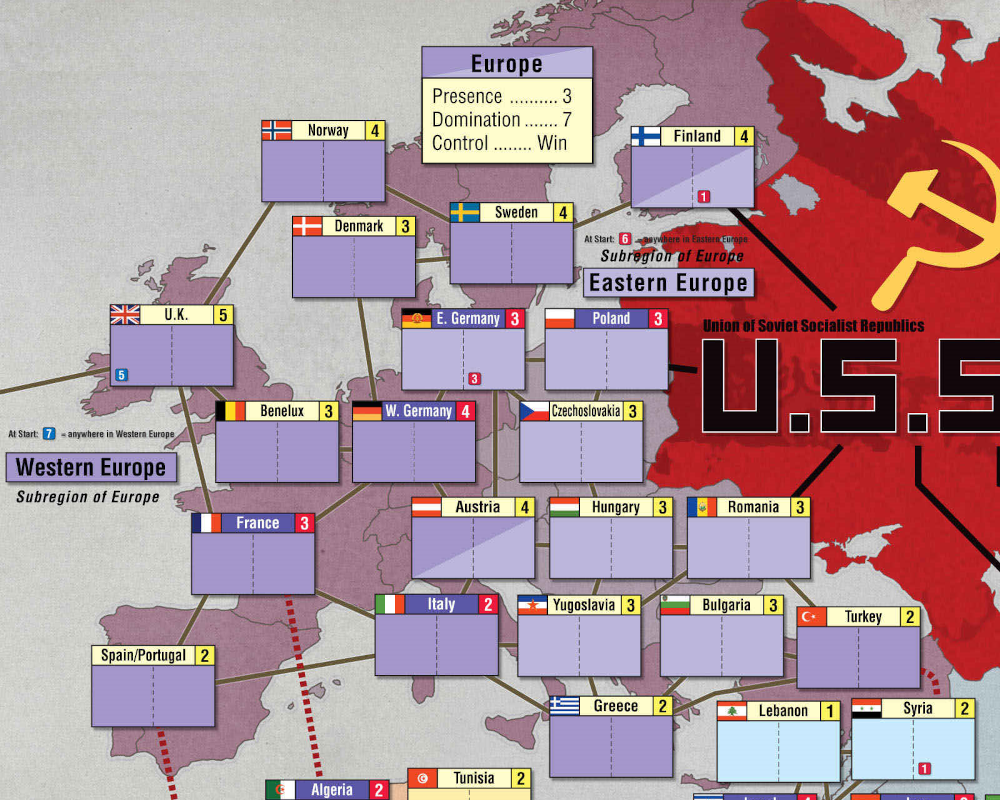 Europe
Presence .......... 3
Domination ....... 7
Control ........ Win
Norway 4
Finland 4
1
Denmark 3
Sweden 4
At Start: 6 = anywhere in Eastern Europe
Subregion of Europe
Eastern Europe
U.K. 5
5
E. Germany 3
3
Poland 3
Union of Soviet Socialist Republics
U.S.S
Benelux 3
W. Germany 4
Czechoslovakia 3
At Start: 7 = anywhere in Western Europe
Western Europe
Subregion of Europe
France 3
Austria 4
Hungary 3
Romania 3
Italy 2
Yugoslavia 3
Bulgaria 3
Turkey 2
Spain/Portugal 2
Greece 2
Lebanon 1
Syria 2
1
Algeria 2
Tunisia 2